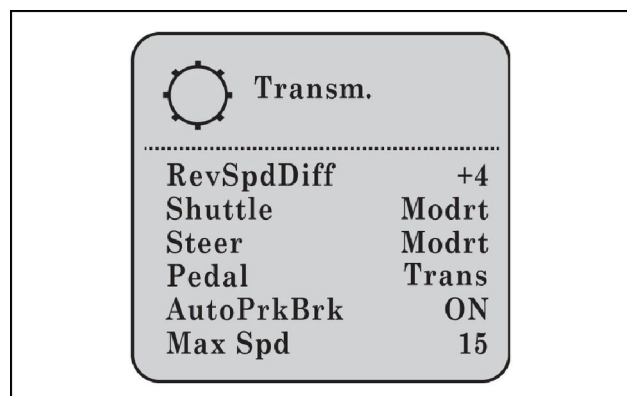 Transm.
RevSpdDiff +4
Shuttle Modrt
Steer Modrt
Pedal Trans
AutoPrkBrk ON
Max Spd 15